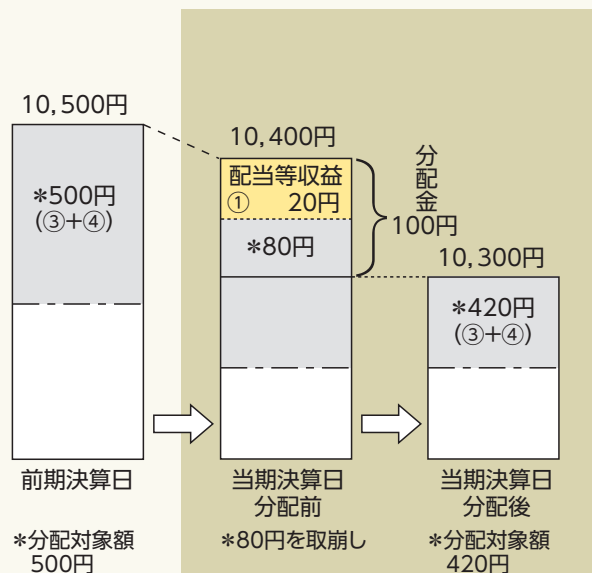 10,500円
*500円
(③+④)
前期決算日
*分配対象額
500円
10,400円
配当等収益
① 20円
*80円
分配金
100円
当期決算日
分配前
*80円を取崩し
10,300円
*420円
(③+④)
当期決算日
分配後
*分配対象額
420円